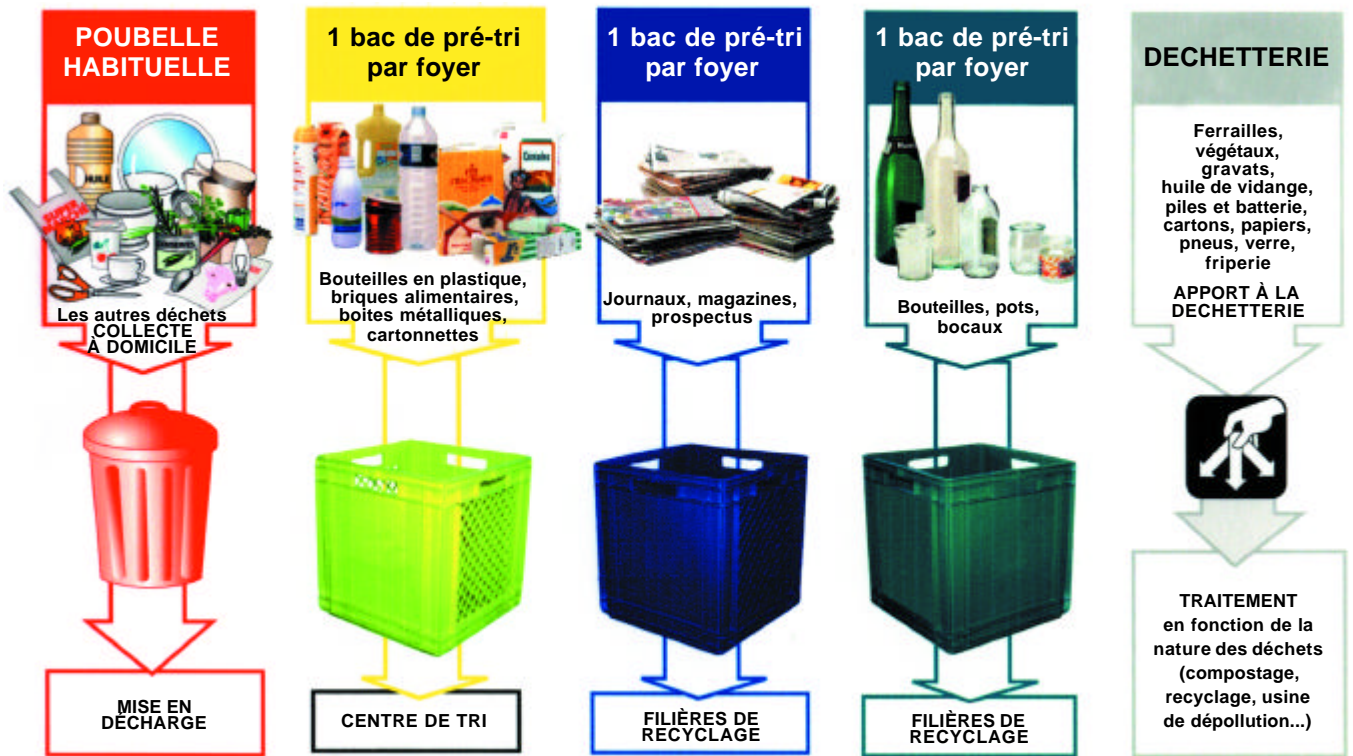 POUBELLE
HABITUELLE
HUILE
Les autres déchets
COLLECTE
À DOMICILE
MISE EN
DÉCHARGE
1 bac de pré-tri
par foyer
Bouteilles en plastique,
briques alimentaires,
boites métalliques,
cartonnettes
CENTRE DE TRI
1 bac de pré-tri
par foyer
Journaux, magazines,
prospectus
FILIÈRES DE
RECYCLAGE
1 bac de pré-tri
par foyer
Bouteilles, pots,
bocaux
FILIÈRES DE
RECYCLAGE
DECHETTERIE
Ferrailles,
végétaux,
gravats,
huile de vidange,
piles et batterie,
cartons, papiers,
pneus, verre,
friperie
APPORT À LA
DECHETTERIE
TRAITEMENT
en fonction de la
nature des déchets
(compostage,
recyclage, usine
de dépollution...)